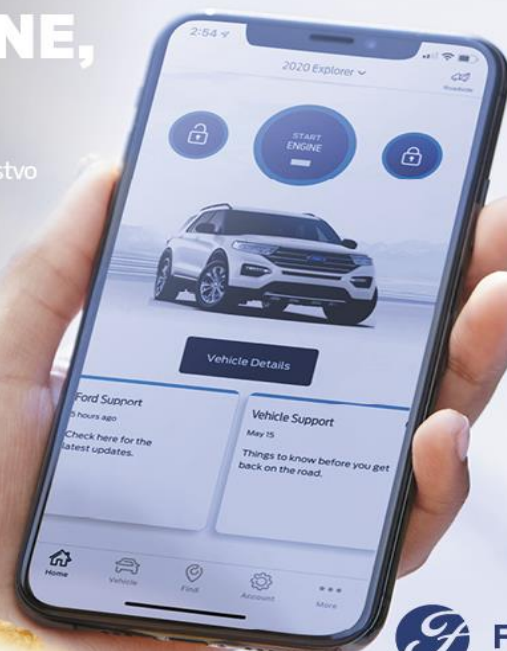 NE,
stvo
2:54
2020 Explorer
Roadside
START
ENGINE
Vehicle Details
Ford Support
5 hours ago
Check here for the
latest updates.
Vehicle Support
May 15
Things to know before you get
back on the road.
Home
Vehicle
Find
Account
More
F